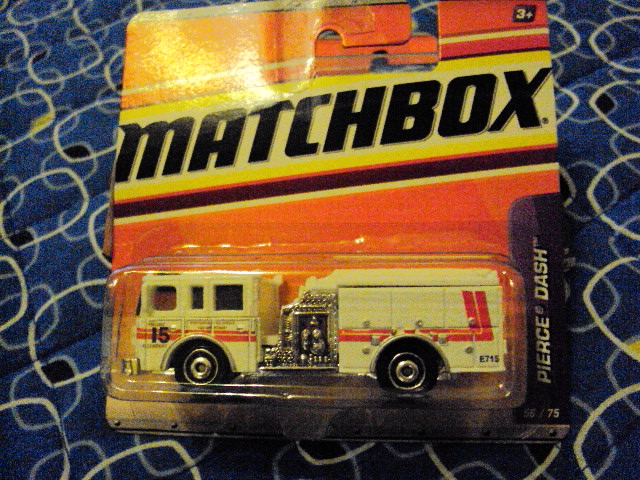 3+
MATCHBOX
PIERCE® DASH™
15
E715
/ 75